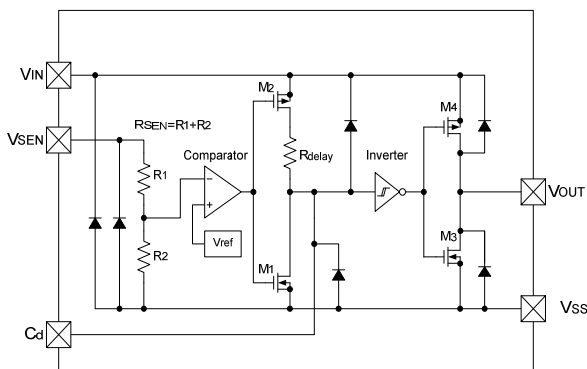 VIN
M2
M4
RSEN=R1+R2
VSEN
Comparator
Rdelay
Inverter
R1
−
+
VOUT
Vref
R2
M1
M3
VSS
Cd